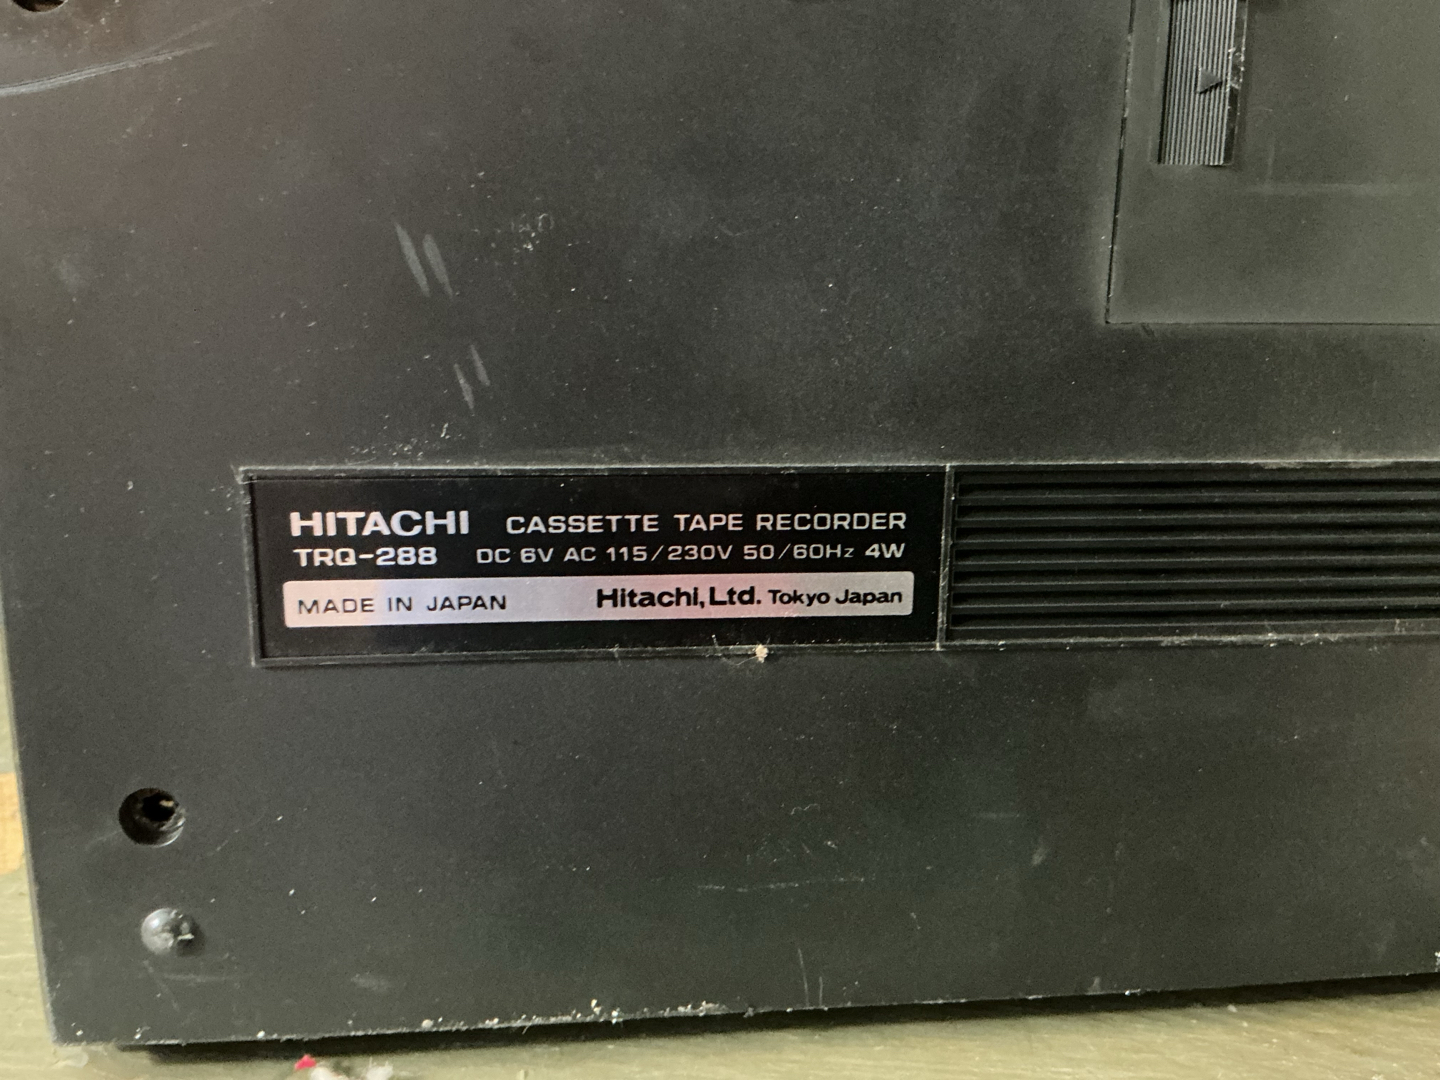 HITACHI CASSETTE TAPE RECORDER
TRQ-288 DC 6V AC 115/230V 50/60Hz 4W
MADE IN JAPAN Hitachi, Ltd. Tokyo Japan